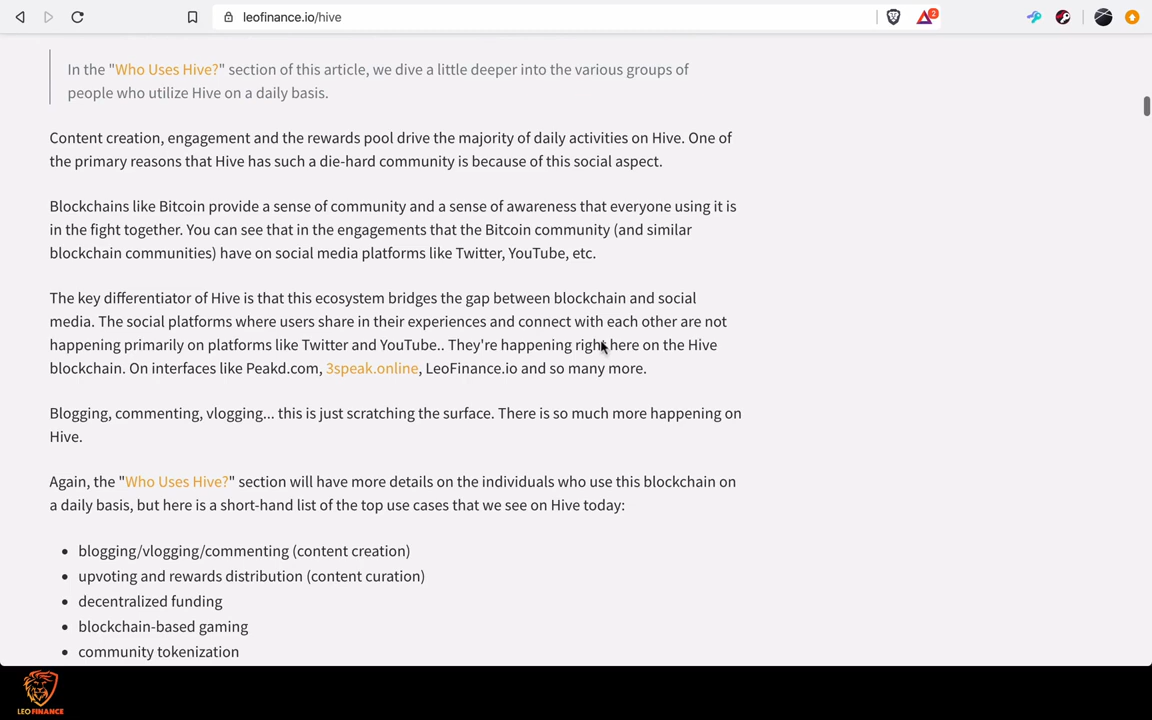 leofinance.io/hive
2
In the "Who Uses Hive?" section of this article, we dive a little deeper into the various groups of
people who utilize Hive on a daily basis.
Content creation, engagement and the rewards pool drive the majority of daily activities on Hive. One of
the primary reasons that Hive has such a die-hard community is because of this social aspect.
Blockchains like Bitcoin provide a sense of community and a sense of awareness that everyone using it is
in the fight together. You can see that in the engagements that the Bitcoin community (and similar
blockchain communities) have on social media platforms like Twitter, YouTube, etc.
The key differentiator of Hive is that this ecosystem bridges the gap between blockchain and social
media. The social platforms where users share in their experiences and connect with each other are not
happening primarily on platforms like Twitter and YouTube.. They're happening right here on the Hive
blockchain. On interfaces like Peakd.com, 3speak.online, LeoFinance.io and so many more.
Blogging, commenting, vlogging... this is just scratching the surface. There is so much more happening on
Hive.
Again, the "Who Uses Hive?" section will have more details on the individuals who use this blockchain on
a daily basis, but here is a short-hand list of the top use cases that we see on Hive today:
• blogging/vlogging/commenting (content creation)
• upvoting and rewards distribution (content curation)
• decentralized funding
• blockchain-based gaming
• community tokenization
LEO FINANCE